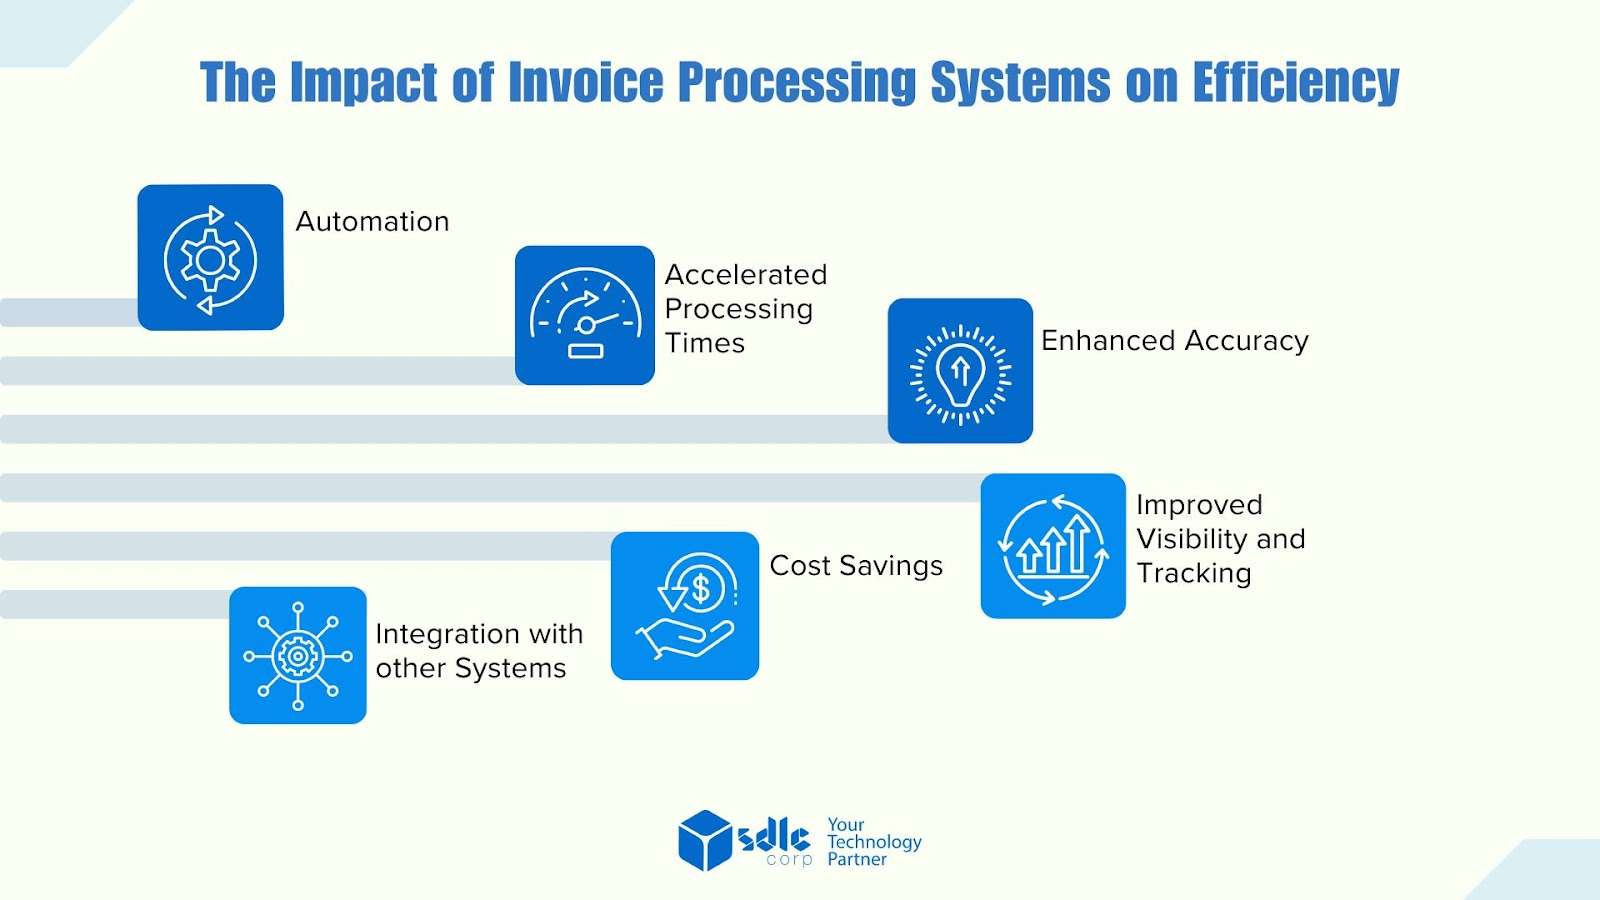 The Impact of Invoice Processing Systems on Efficiency
Automation
Accelerated
Processing
Times
Enhanced Accuracy
Improved
Visibility and
Tracking
Cost Savings
$
Integration with
other Systems
sdlc
corp
Your
Technology
Partner